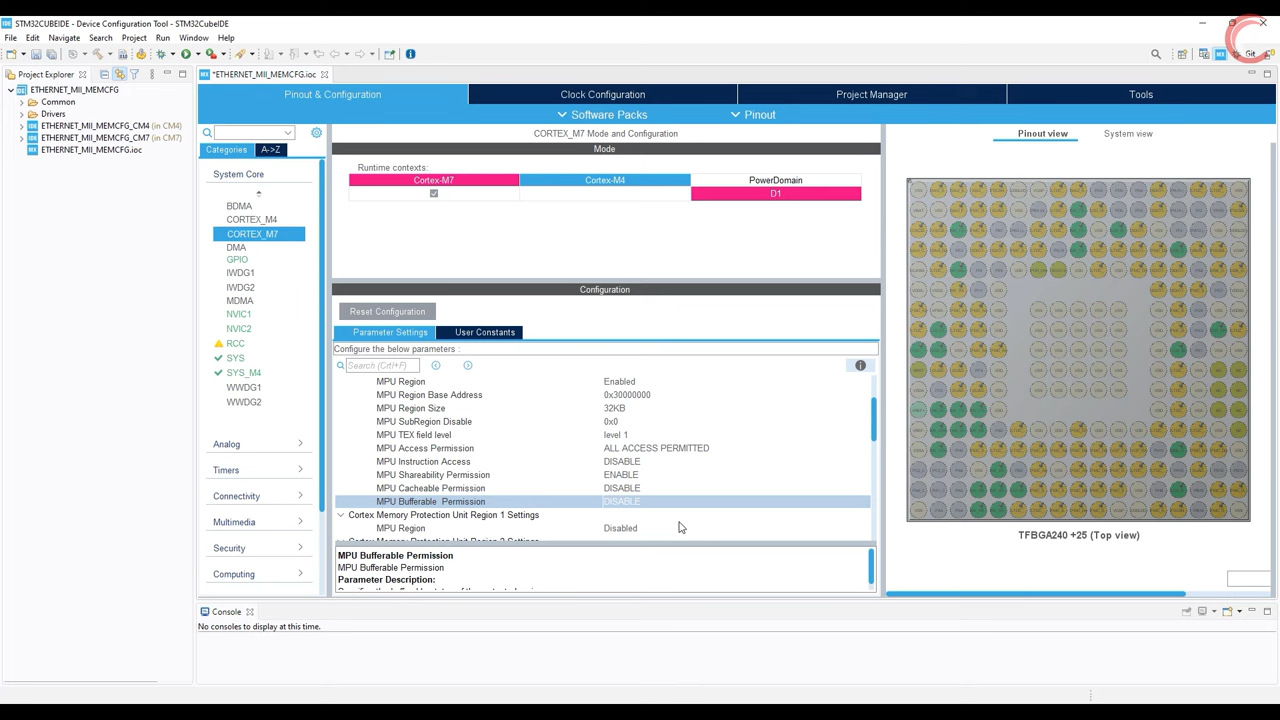 STM32CUBEIDE - Device Configuration Tool - STM32CubeIDE
File Edit Navigate Search Project Run Window Help
Git
Project Explorer
ETHERNET_MII_MEMCFG
Common
Drivers
ETHERNET_MII_MEMCFG_CM4 (in CM4)
ETHERNET_MII_MEMCFG_CM7 (in CM7)
ETHERNET_MII_MEMCFG.ioc
*ETHERNET_MII_MEMCFG.ioc
Pinout & Configuration
Clock Configuration
Project Manager
Tools
Software Packs
Pinout
Categories
A->Z
System Core
BDMA
CORTEX_M4
CORTEX_M7
DMA
GPIO
IWDG1
IWDG2
MDMA
NVIC1
NVIC2
RCC
SYS
SYS_M4
WWDG1
WWDG2
Analog
Timers
Connectivity
Multimedia
Security
Computing
CORTEX_M7 Mode and Configuration
Mode
Runtime contexts:
Cortex-M7 Cortex-M4 PowerDomain
D1
Configuration
Reset Configuration
Parameter Settings
User Constants
Configure the below parameters :
Search (Crtl+F)
MPU Region Enabled
MPU Region Base Address 0x30000000
MPU Region Size 32KB
MPU SubRegion Disable 0x0
MPU TEX field level level 1
MPU Access Permission ALL ACCESS PERMITTED
MPU Instruction Access DISABLE
MPU Shareability Permission ENABLE
MPU Cacheable Permission DISABLE
MPU Bufferable Permission DISABLE
Cortex Memory Protection Unit Region 1 Settings
MPU Region Disabled
MPU Bufferable Permission
MPU Bufferable Permission
Parameter Description:
Pinout view
System view
TFBGA240 +25 (Top view)
Console
No consoles to display at this time.